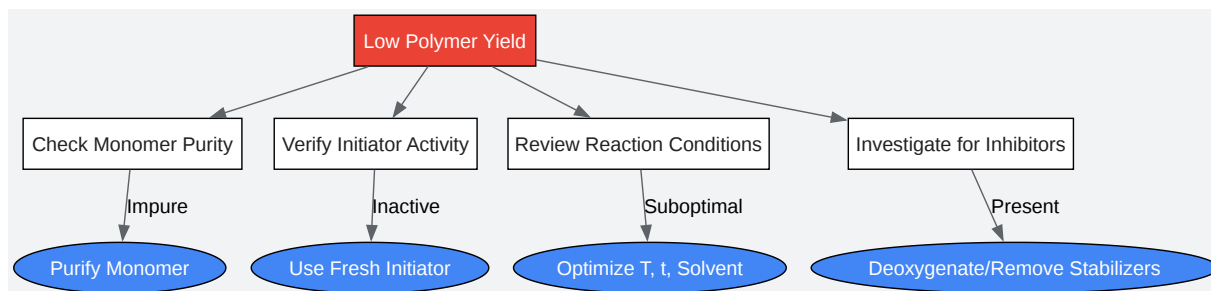 Low Polymer Yield
Check Monomer Purity
Verify Initiator Activity
Review Reaction Conditions
Investigate for Inhibitors
Impure
Inactive
Suboptimal
Present
Purify Monomer
Use Fresh Initiator
Optimize T, t, Solvent
Deoxygenate/Remove Stabilizers